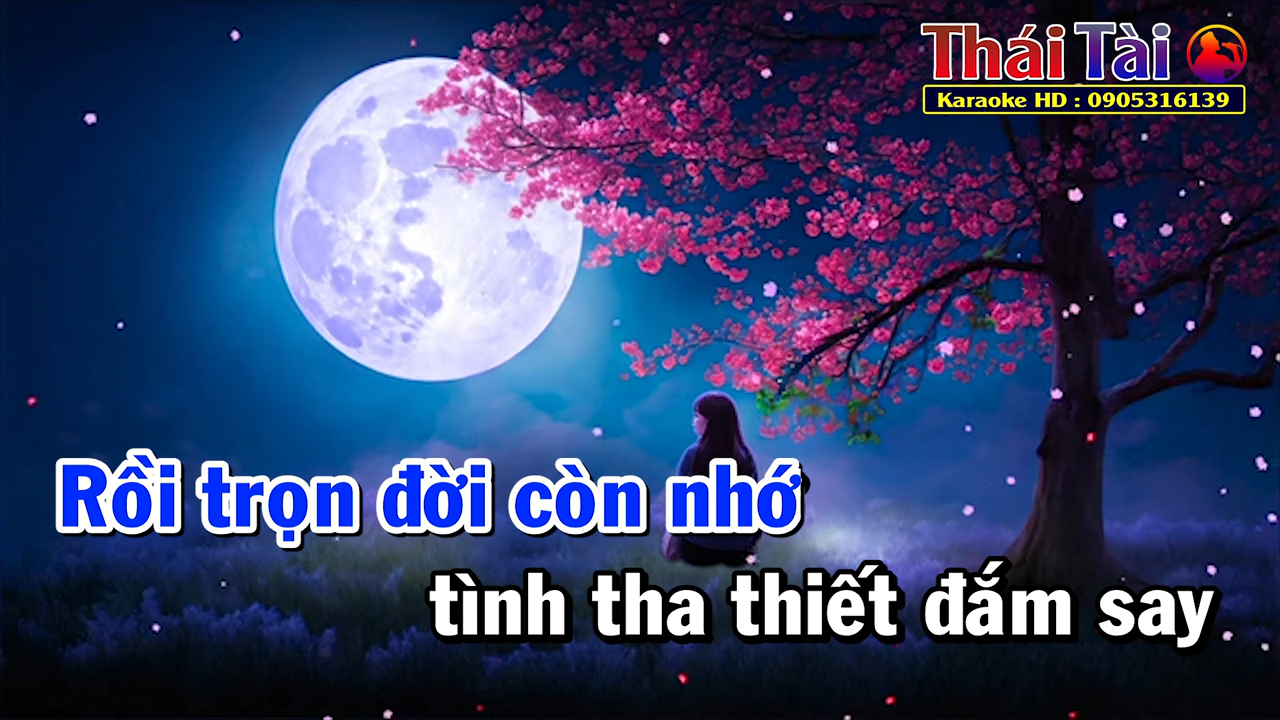 Thái Tài
Karaoke HD : 0905316139
Rồi trọn đời còn nhớ
tình tha thiết đắm say